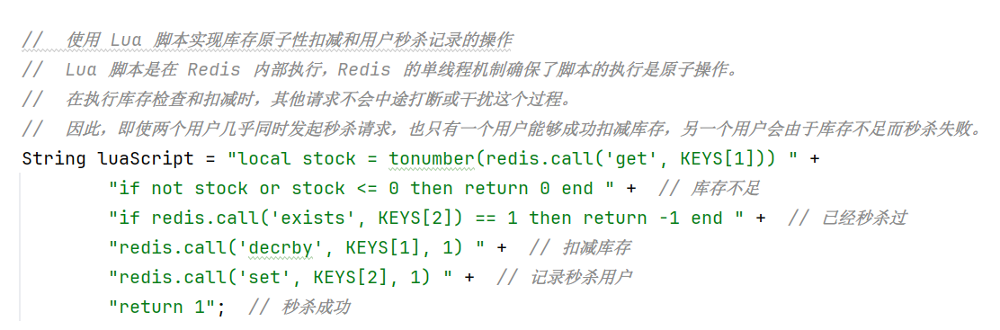 //  使用 Lua 脚本实现库存原子性扣减和用户秒杀记录的操作
//  Lua 脚本是在 Redis 内部执行，Redis 的单线程机制确保了脚本的执行是原子操作。
//  在执行库存检查和扣减时，其他请求不会中途打断或干扰这个过程。
//  因此，即使两个用户几乎同时发起秒杀请求，也只有一个用户能够成功扣减库存，另一个用户会由于库存不足而秒杀失败。
String luaScript = "local stock = tonumber(redis.call('get', KEYS[1])) " +
        "if not stock or stock <= 0 then return 0 end " +  // 库存不足
        "if redis.call('exists', KEYS[2]) == 1 then return -1 end " +  // 已经秒杀过
        "redis.call('decrby', KEYS[1], 1) " +  // 扣减库存
        "redis.call('set', KEYS[2], 1) " +  // 记录秒杀用户
        "return 1";  // 秒杀成功